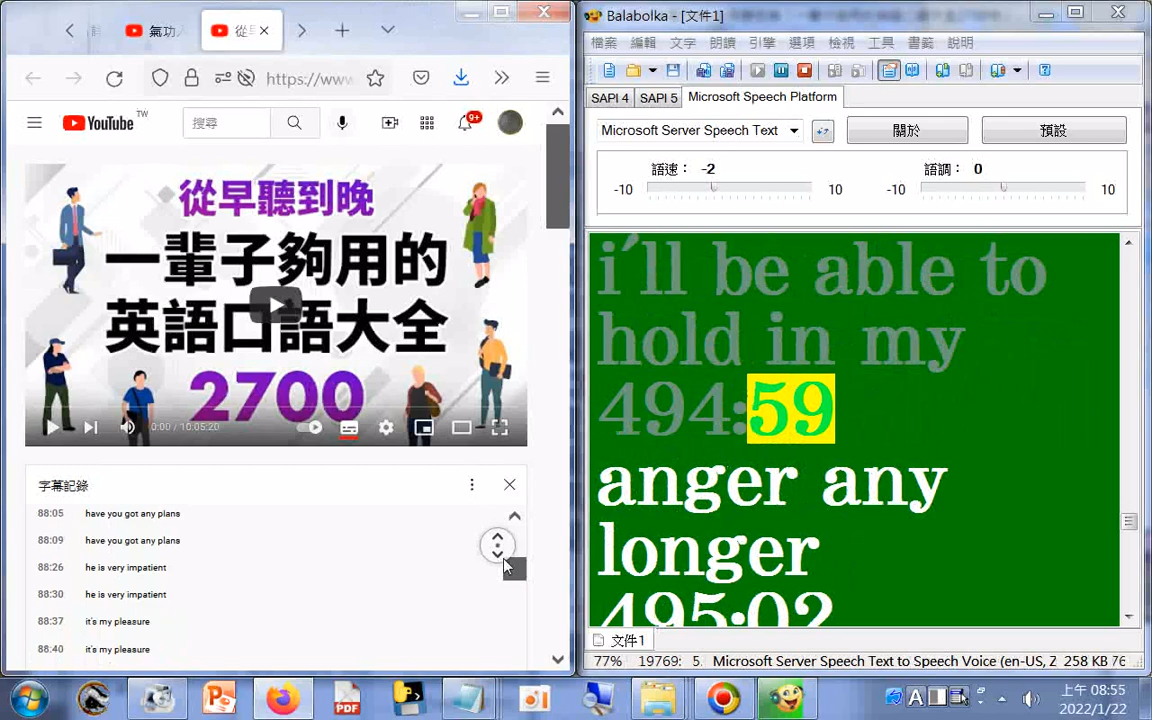 氣功
從
https://www
YouTube TW
搜尋
9+
從早聽到晚
一輩子夠用的
英語口語大全
2700
0:00 / 10:05:20
字幕記錄
88:05 have you got any plans
88:09 have you got any plans
88:26 he is very impatient
88:30 he is very impatient
88:37 it's my pleasure
88:40 it's my pleasure
Balabolka - [文件1]
檔案 編輯 文字 朗讀 引擎 選項 檢視 工具 書籤 說明
SAPI 4 SAPI 5 Microsoft Speech Platform
Microsoft Server Speech Text 關於 預設
語速： -2 語調： 0
-10 10 -10 10
i´ll be able to
hold in my
494:59
anger any
longer
495:02
文件1
77% 19769: 5. Microsoft Server Speech Text to Speech Voice (en-US, Z 258 KB 76
PDF
A
上午 08:55
2022/1/22